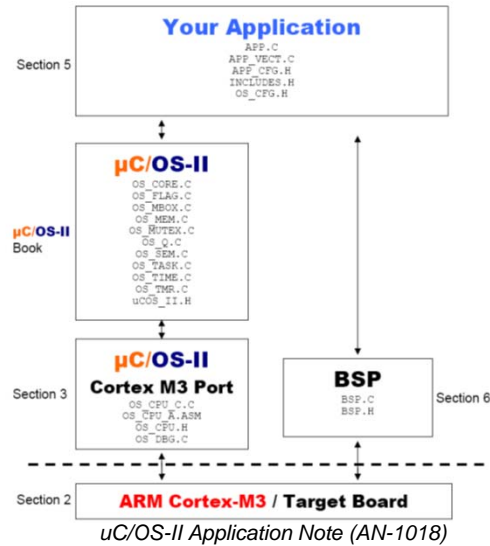 Your Application
APP.C
APP_VECT.C
APP_CFG.H
INCLUDES.H
OS_CFG.H
Section 5
µC/OS-II
OS_CORE.C
OS_FLAG.C
OS_MBOX.C
OS_MEM.C
OS_MUTEX.C
OS_Q.C
OS_SEM.C
OS_TASK.C
OS_TIME.C
OS_TMR.C
uCOS_II.H
µC/OS-II
Book
µC/OS-II
Cortex M3 Port
OS_CPU_C.C
OS_CPU_A.ASM
OS_CPU.H
OS_DBG.C
Section 3
BSP
BSP.C
BSP.H
Section 6
Section 2
ARM Cortex-M3 / Target Board
uC/OS-II Application Note (AN-1018)